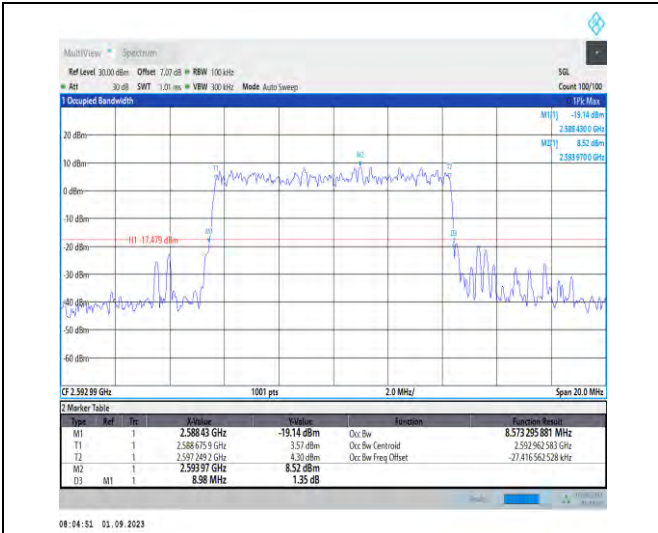 MultiView Spectrum
Ref Level 30.00 dBm Offset 7.07 dB RBW 100 kHz SGL
Att 30 dB SWT 1.01 ms VBW 300 kHz Mode Auto Sweep Count 100/100
1 Occupied Bandwidth 1Pk Max
M1[1] -19.14 dBm
2.588 430 0 GHz
M2[1] 8.52 dBm
2.593 970 0 GHz
20 dBm
10 dBm
M2
T1 T2
0 dBm
-10 dBm
M1 D3
H1 -17.479 dBm
-20 dBm
-30 dBm
-40 dBm
-50 dBm
-60 dBm
CF 2.592 99 GHz 1001 pts 2.0 MHz/ Span 20.0 MHz
2 Marker Table
Type Ref Trc X-Value Y-Value Function Function Result
M1 1 2.588 43 GHz -19.14 dBm Occ Bw 8.573 295 881 MHz
T1 1 2.588 675 9 GHz 3.57 dBm Occ Bw Centroid 2.592 962 583 GHz
T2 1 2.597 249 2 GHz 4.30 dBm Occ Bw Freq Offset -27.416 562 528 kHz
M2 1 2.593 97 GHz 8.52 dBm
D3 M1 1 8.98 MHz 1.35 dB
08:04:51 01.09.2023